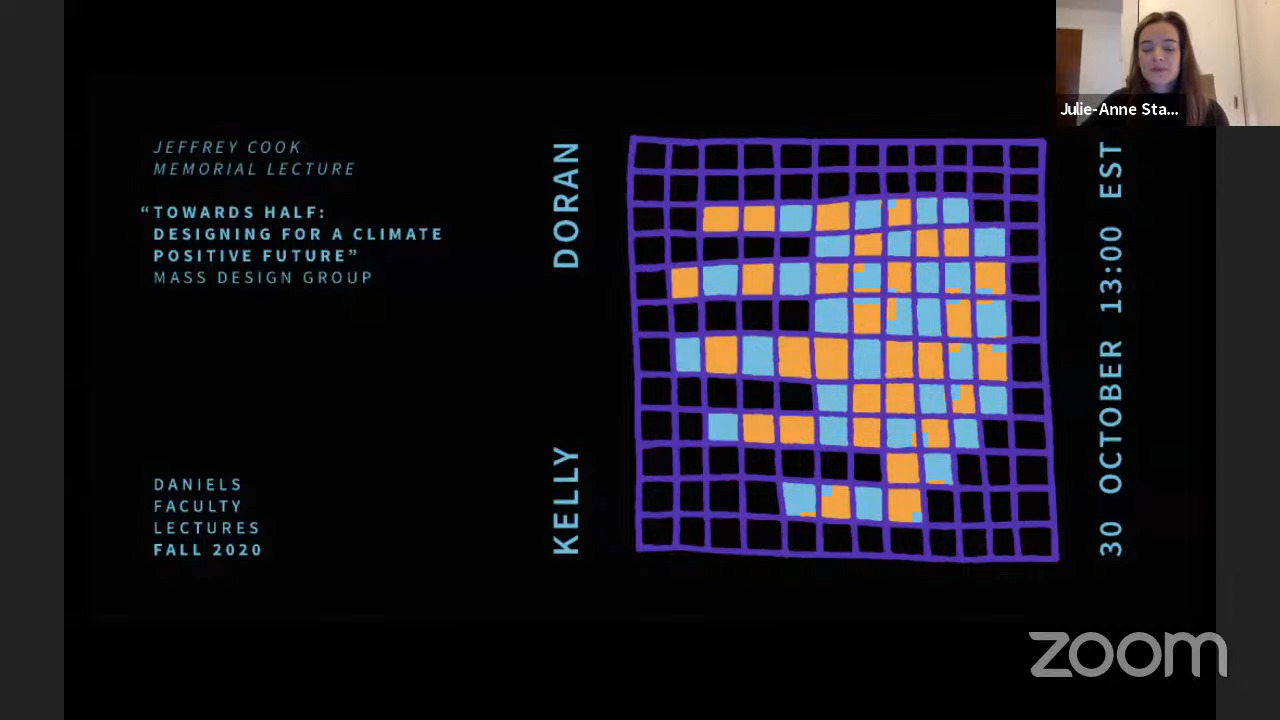 JEFFREY COOK
MEMORIAL LECTURE
“TOWARDS HALF:
DESIGNING FOR A CLIMATE
POSITIVE FUTURE”
MASS DESIGN GROUP
DANIELS
FACULTY
LECTURES
FALL 2020
KELLY DORAN
30 OCTOBER 13:00 EST
Julie-Anne Sta...
zoom